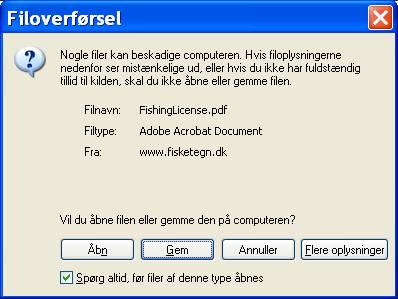 Filoverførsel
Nogle filer kan beskadige computeren. Hvis filoplysningerne
nedenfor ser mistænkelige ud, eller hvis du ikke har fuldstændig
tillid til kilden, skal du ikke åbne eller gemme filen.
Filnavn: FishingLicense.pdf
Filtype: Adobe Acrobat Document
Fra: www.fisketegn.dk
Vil du åbne filen eller gemme den på computeren?
Åbn Gem Annuller Flere oplysninger
Spørg altid, før filer af denne type åbnes